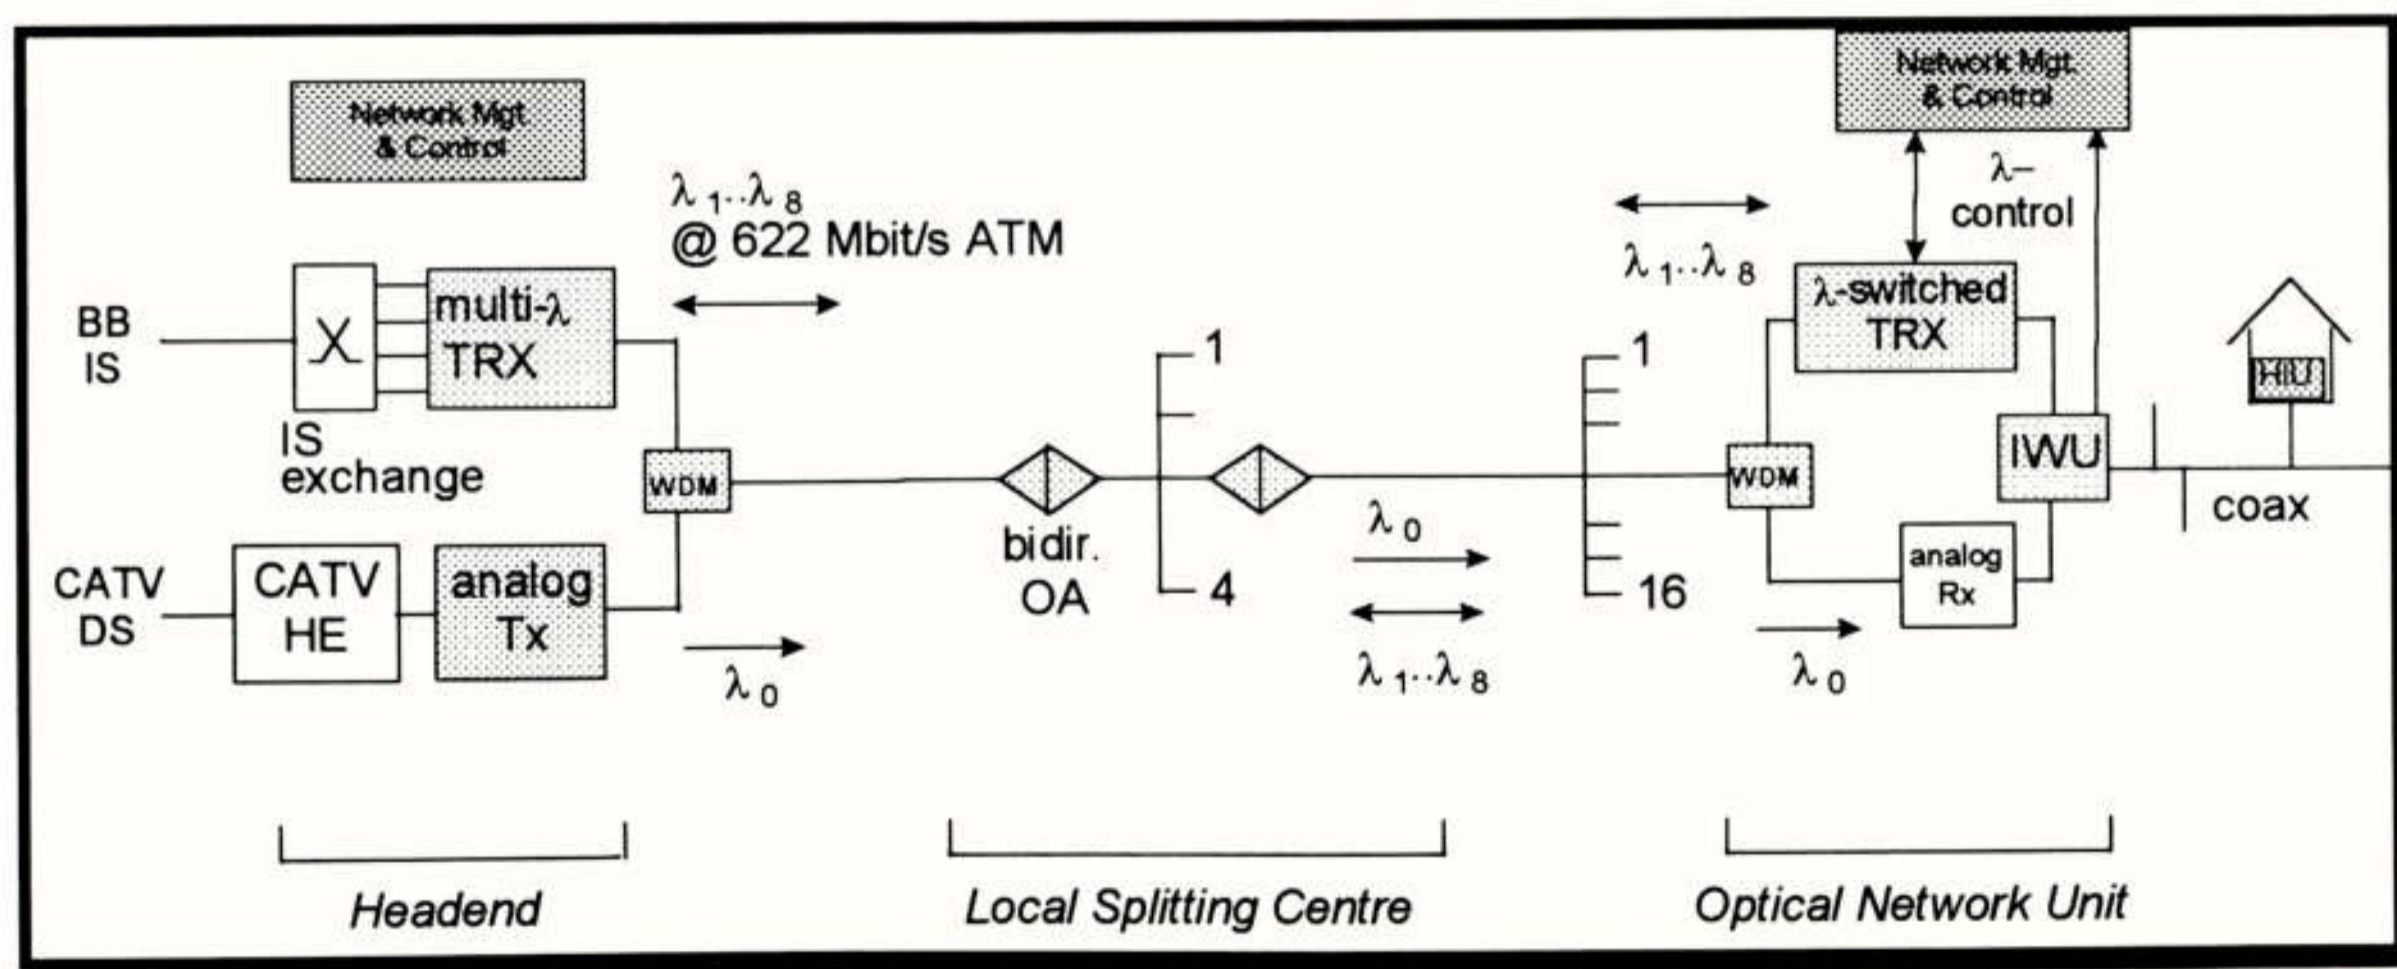 Network Mgt.
& Control
λ 1..λ 8
@ 622 Mbit/s ATM
BB
IS
multi-λ
TRX
IS
exchange
WDM
CATV
DS
CATV
HE
analog
Tx
λ 0
bidir.
OA
1
4
λ 0
λ 1..λ 8
1
16
Network Mgt.
& Control
λ–
control
λ 1..λ 8
λ-switched
TRX
WDM
IWU
analog
Rx
λ 0
HIU
coax
Headend
Local Splitting Centre
Optical Network Unit